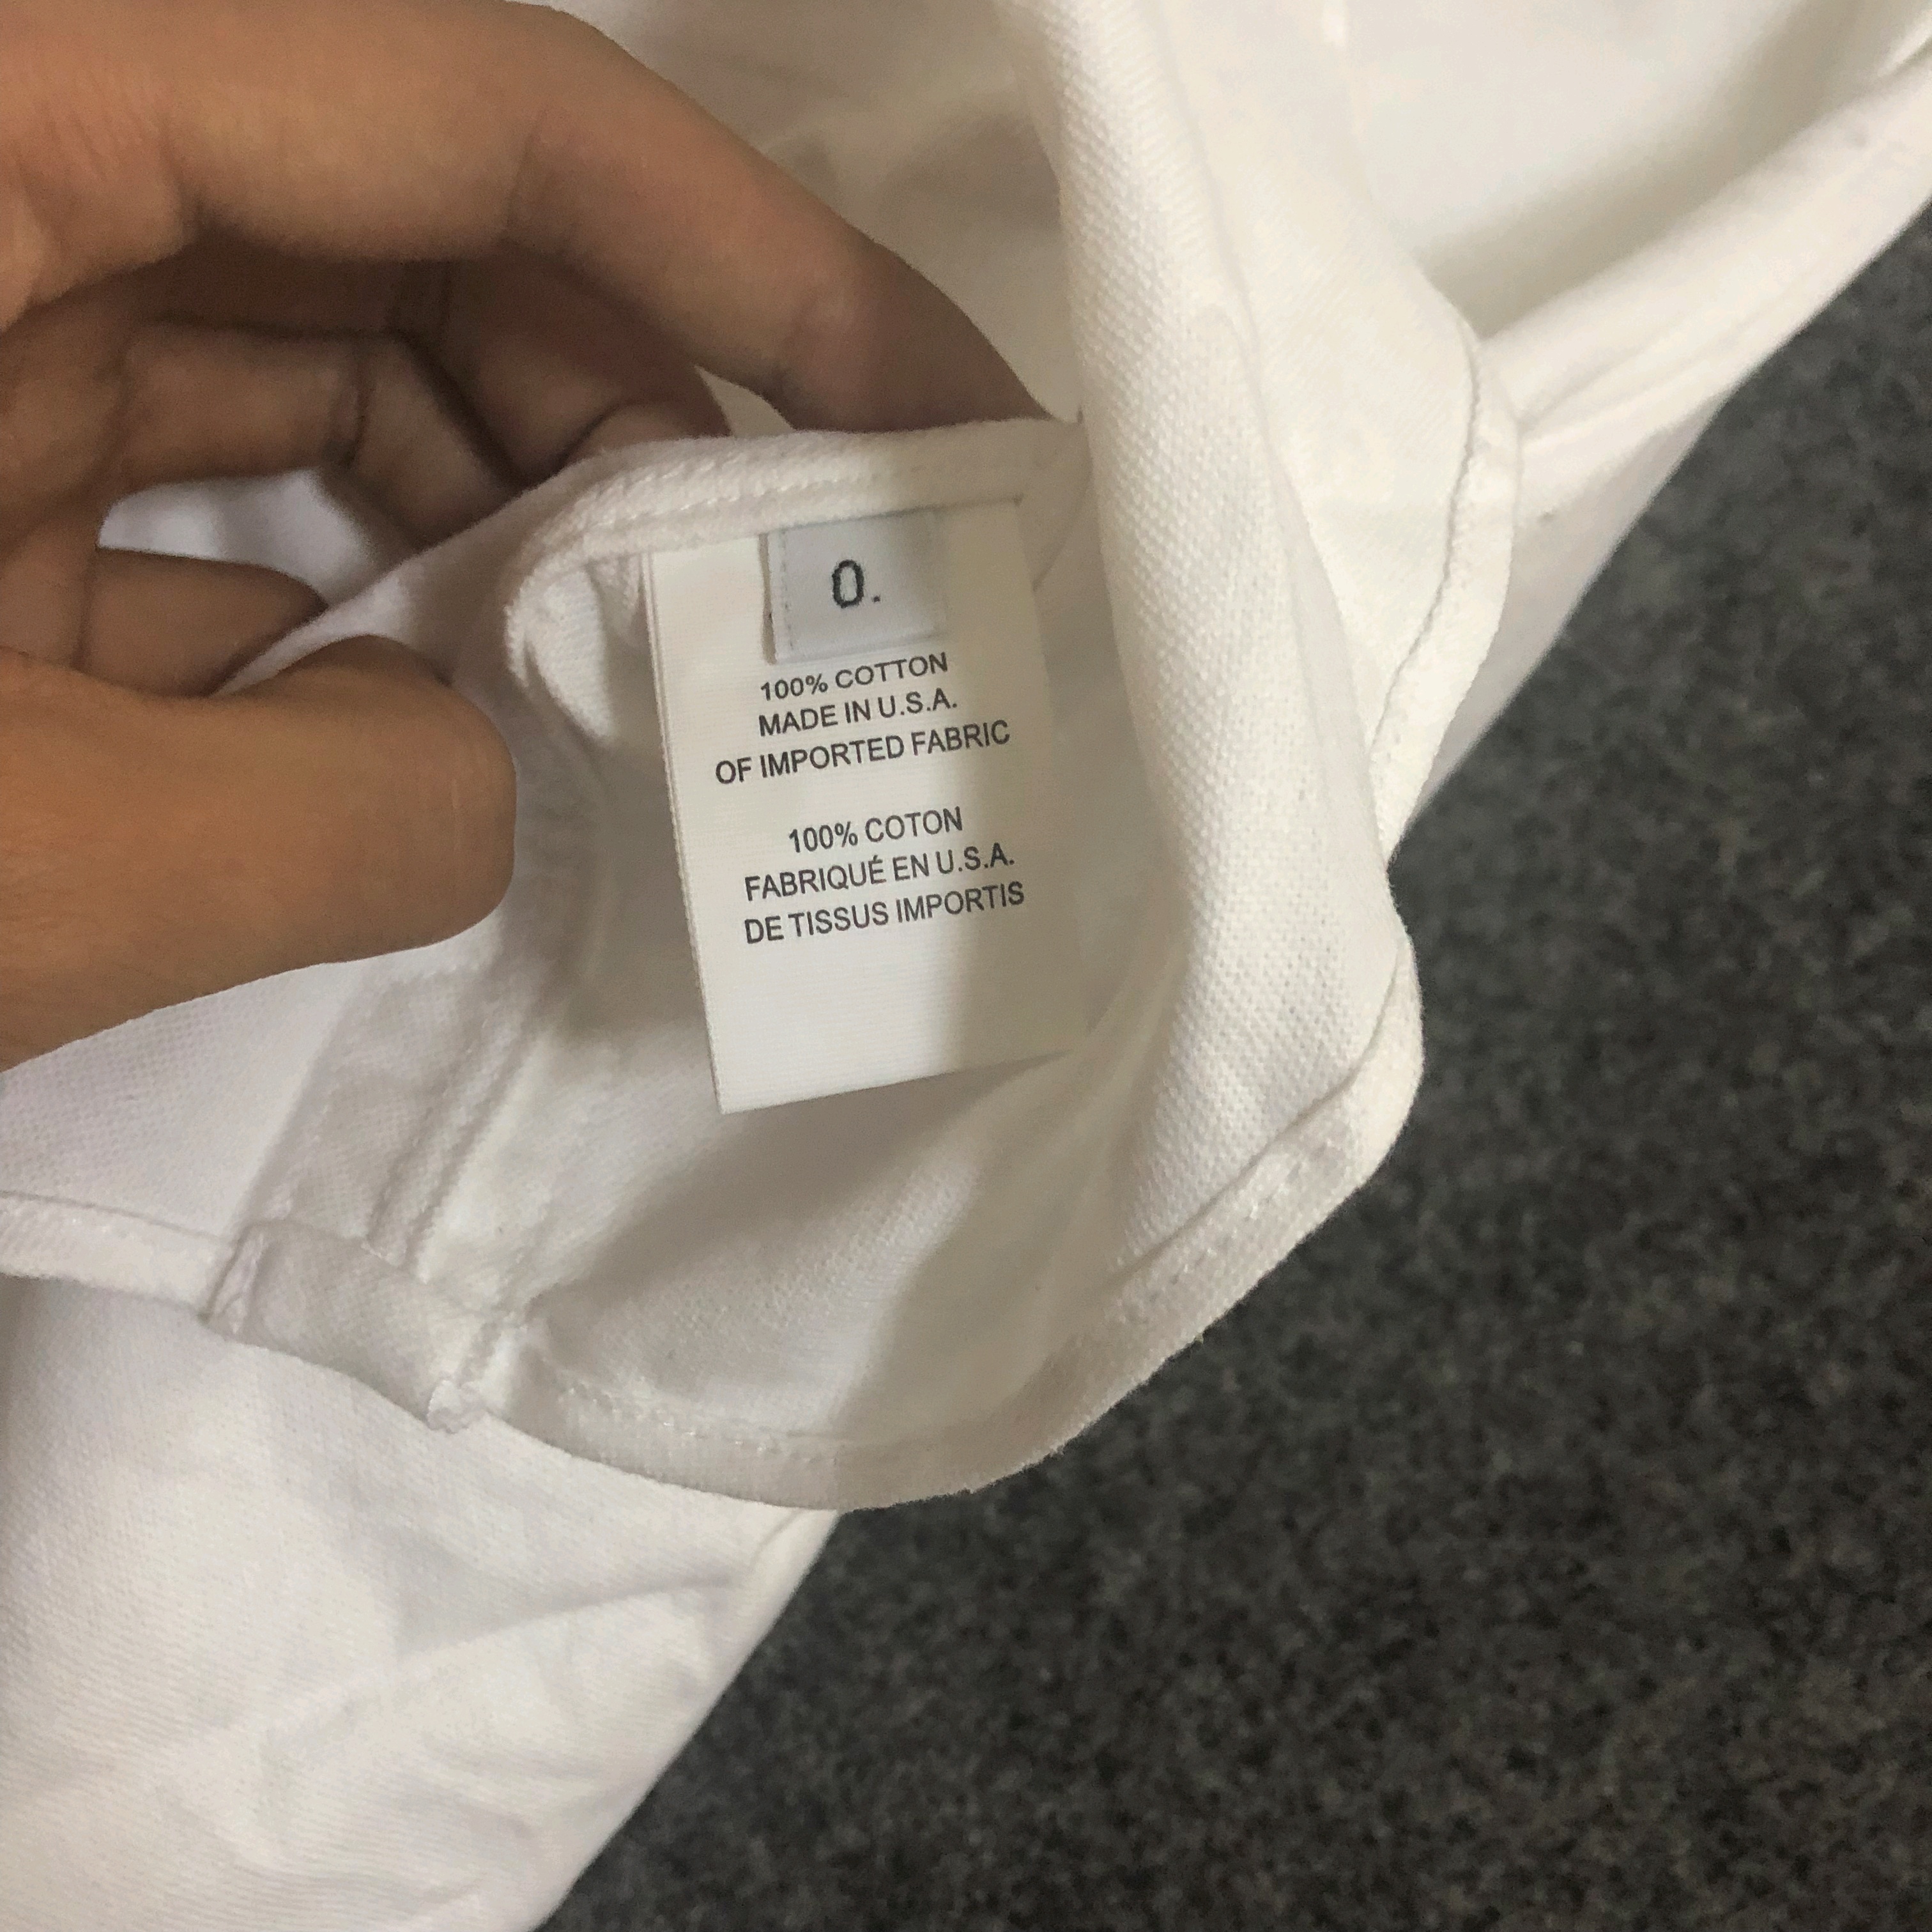 0.
100% COTTON
MADE IN U.S.A.
OF IMPORTED FABRIC
100% COTON
FABRIQUÉ EN U.S.A.
DE TISSUS IMPORTIS